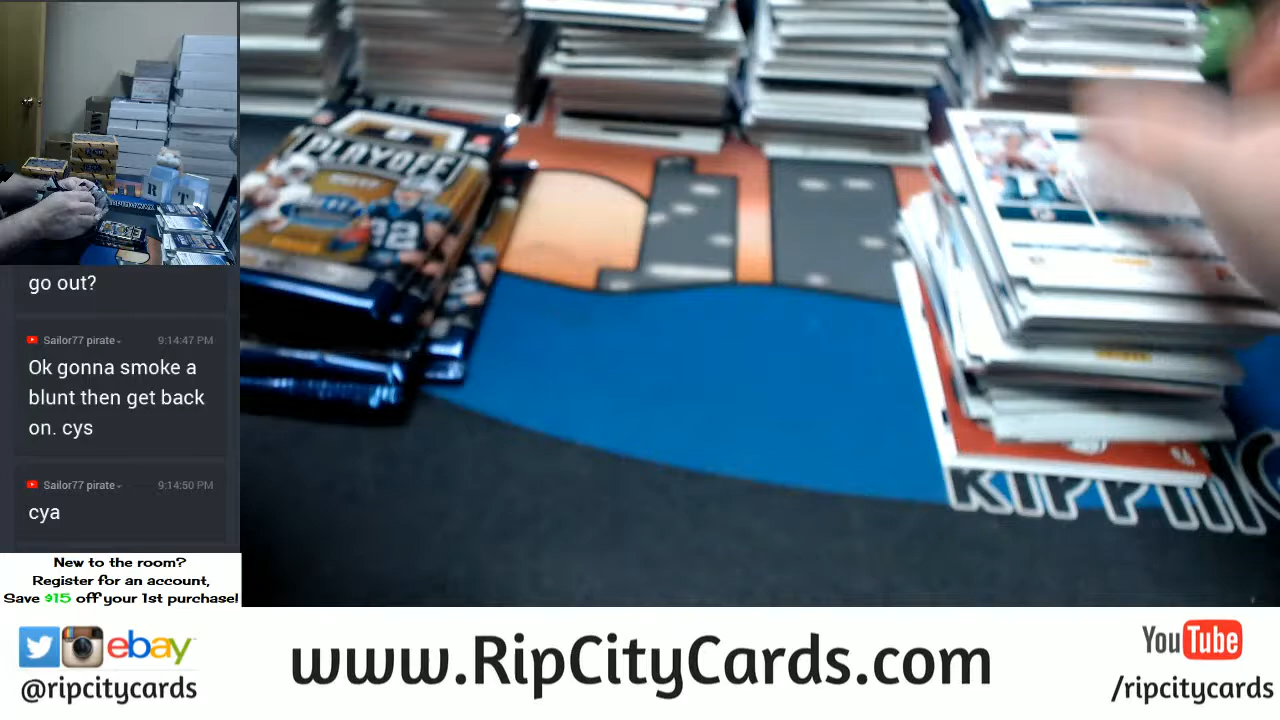 go out?
Sailor77 pirate 9:14:47 PM
Ok gonna smoke a
blunt then get back
on. cys
Sailor77 pirate 9:14:50 PM
cya
New to the room?
Register for an account,
Save $15 off your 1st purchase!
PLAYOFF
RIPPING
ebay
@ripcitycards
www.RipCityCards.com
YouTube
/ripcitycards